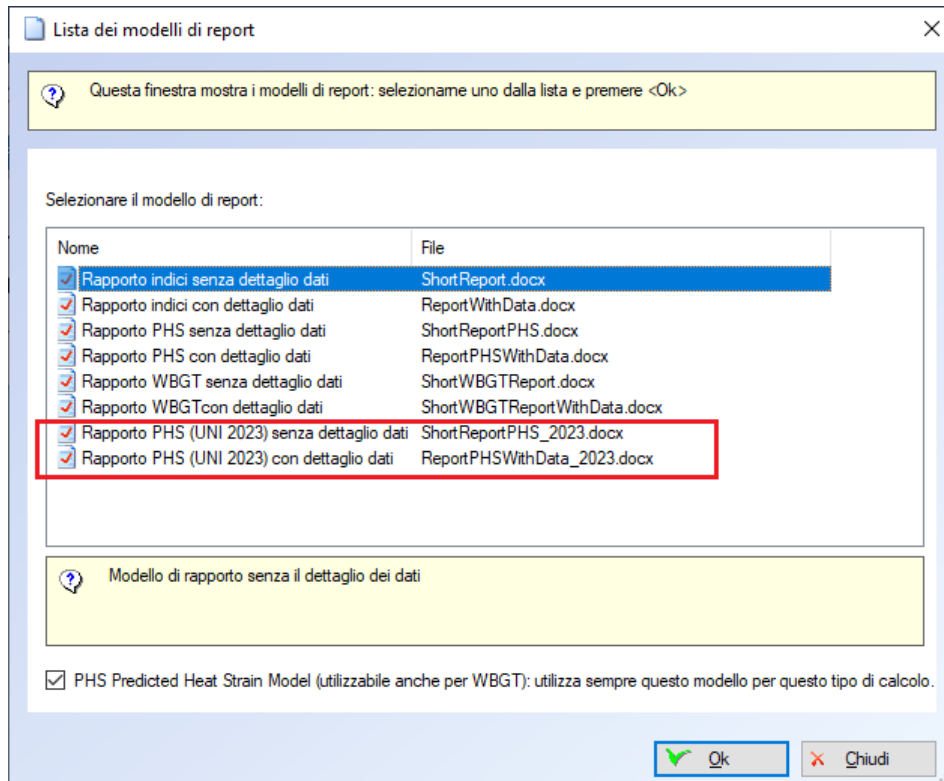 Lista dei modelli di report
Questa finestra mostra i modelli di report: selezionarne uno dalla lista e premere <Ok>
Selezionare il modello di report:
Nome File
Rapporto indici senza dettaglio dati ShortReport.docx
Rapporto indici con dettaglio dati ReportWithData.docx
Rapporto PHS senza dettaglio dati ShortReportPHS.docx
Rapporto PHS con dettaglio dati ReportPHSWithData.docx
Rapporto WBGT senza dettaglio dati ShortWBGTReport.docx
Rapporto WBGTcon dettaglio dati ShortWBGTReportWithData.docx
Rapporto PHS (UNI 2023) senza dettaglio dati ShortReportPHS_2023.docx
Rapporto PHS (UNI 2023) con dettaglio dati ReportPHSWithData_2023.docx
Modello di rapporto senza il dettaglio dei dati
PHS Predicted Heat Strain Model (utilizzabile anche per WBGT): utilizza sempre questo modello per questo tipo di calcolo.
Ok Chiudi